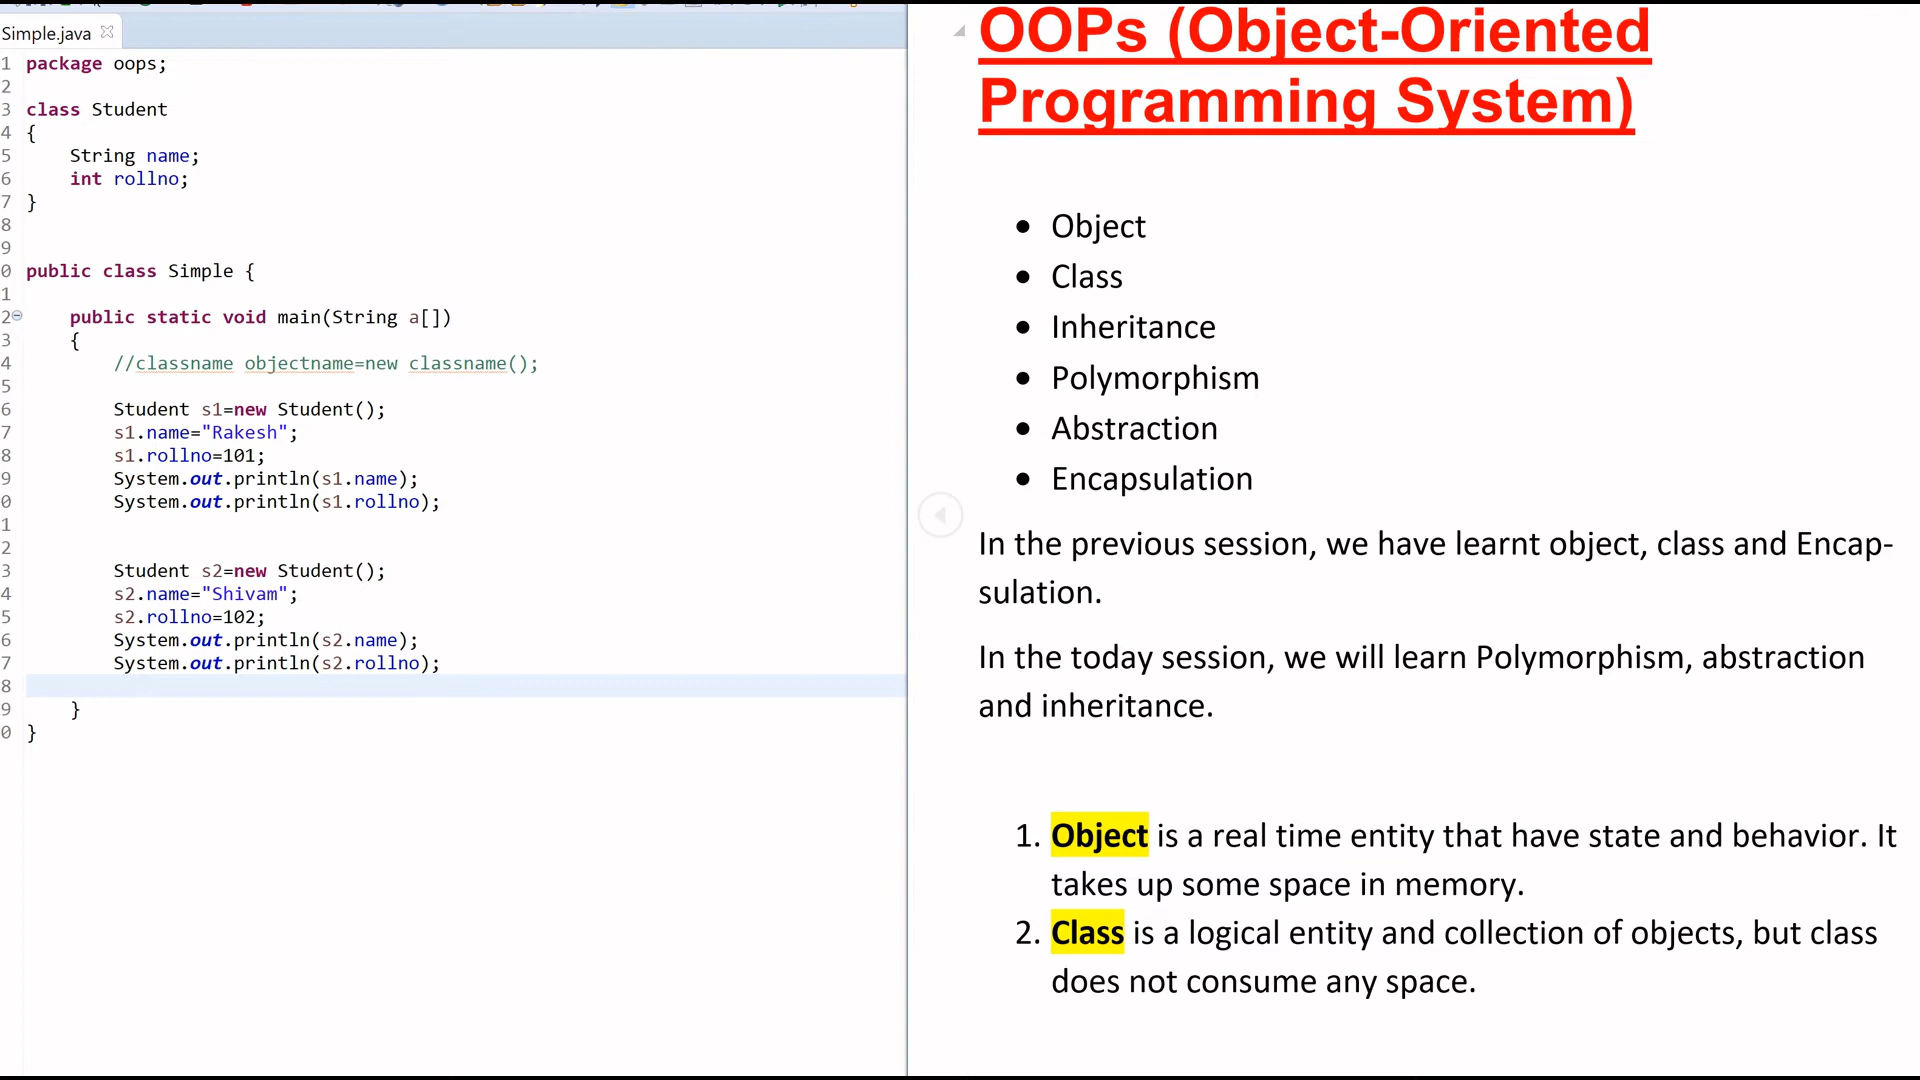 Simple.java
1 package oops;
2
3 class Student
4 {
5 String name;
6 int rollno;
7 }
8
9
0 public class Simple {
1
2 public static void main(String a[])
3 {
4 //classname objectname=new classname();
5
6 Student s1=new Student();
7 s1.name="Rakesh";
8 s1.rollno=101;
9 System.out.println(s1.name);
0 System.out.println(s1.rollno);
1
2
3 Student s2=new Student();
4 s2.name="Shivam";
5 s2.rollno=102;
6 System.out.println(s2.name);
7 System.out.println(s2.rollno);
8
9 }
0 }
OOPs (Object-Oriented
Programming System)
• Object
• Class
• Inheritance
• Polymorphism
• Abstraction
• Encapsulation
In the previous session, we have learnt object, class and Encap-
sulation.
In the today session, we will learn Polymorphism, abstraction
and inheritance.
1. Object is a real time entity that have state and behavior. It
takes up some space in memory.
2. Class is a logical entity and collection of objects, but class
does not consume any space.